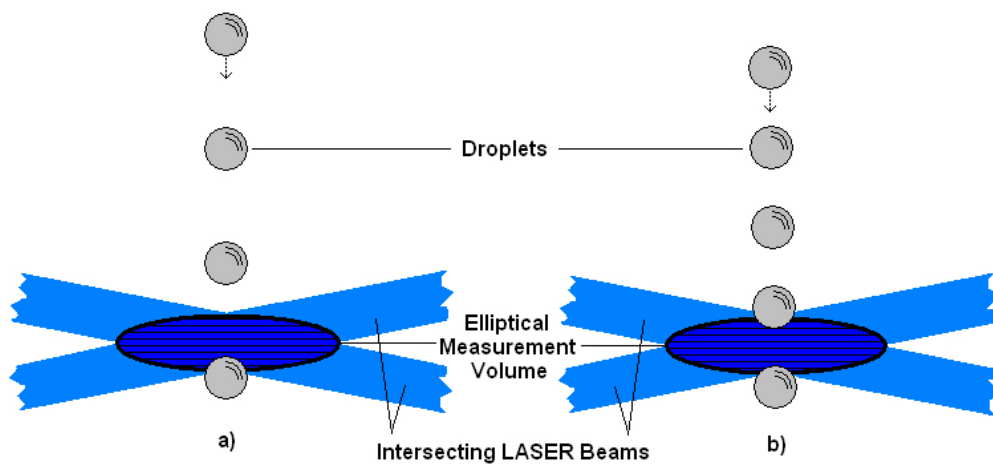 Droplets
Elliptical
Measurement
Volume
a)
Intersecting LASER Beams
b)